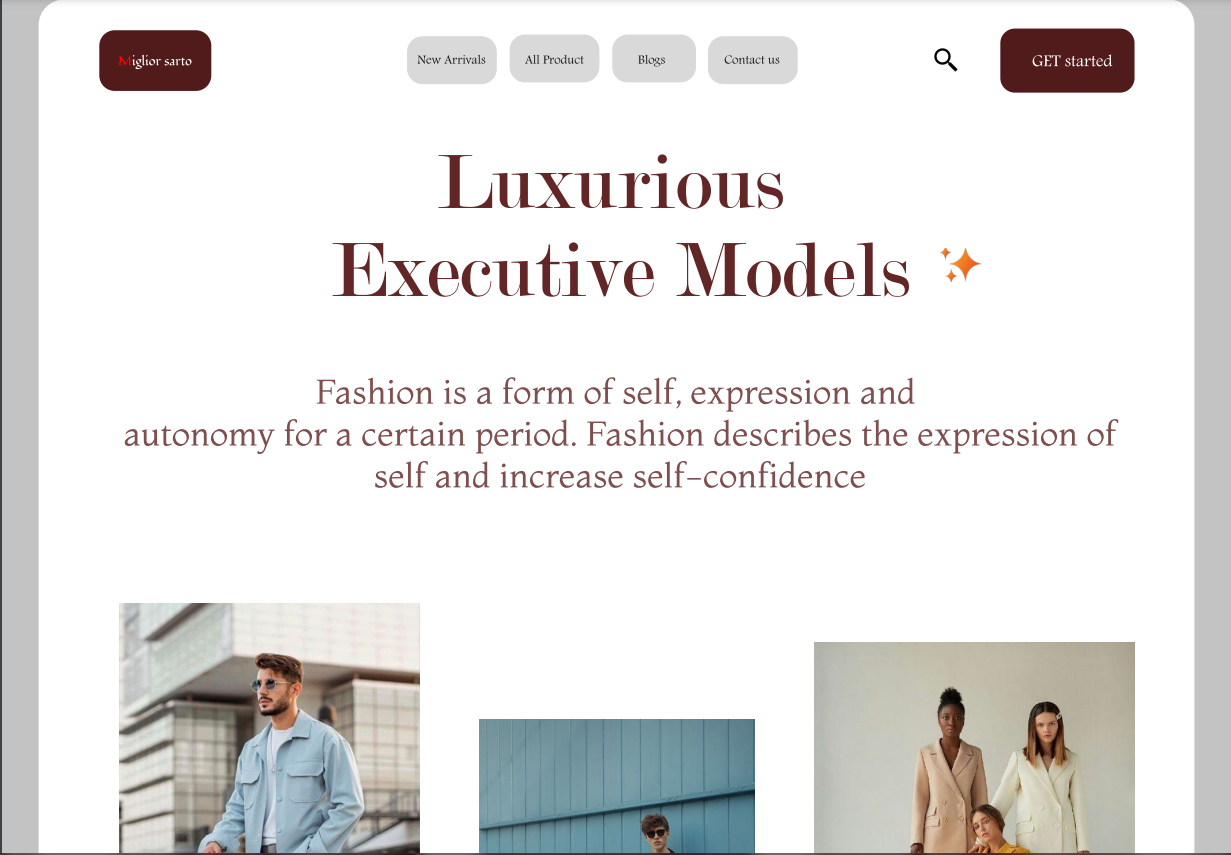 Miglior sarto
New Arrivals
All Product
Blogs
Contact us
GET started
Luxurious
Executive Models
Fashion is a form of self, expression and
autonomy for a certain period. Fashion describes the expression of
self and increase self-confidence